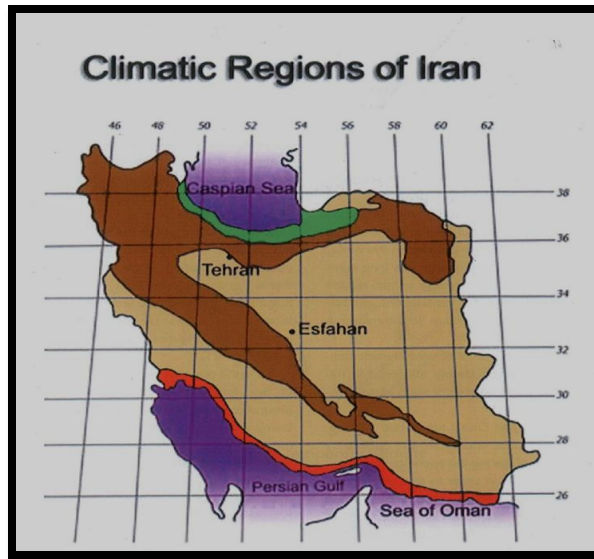 Climatic Regions of Iran
46 48 50 52 54 56 58 60 62
Caspian Sea
38
36
Tehran
34
Esfahan
32
30
28
Persian Gulf
26
Sea of Oman